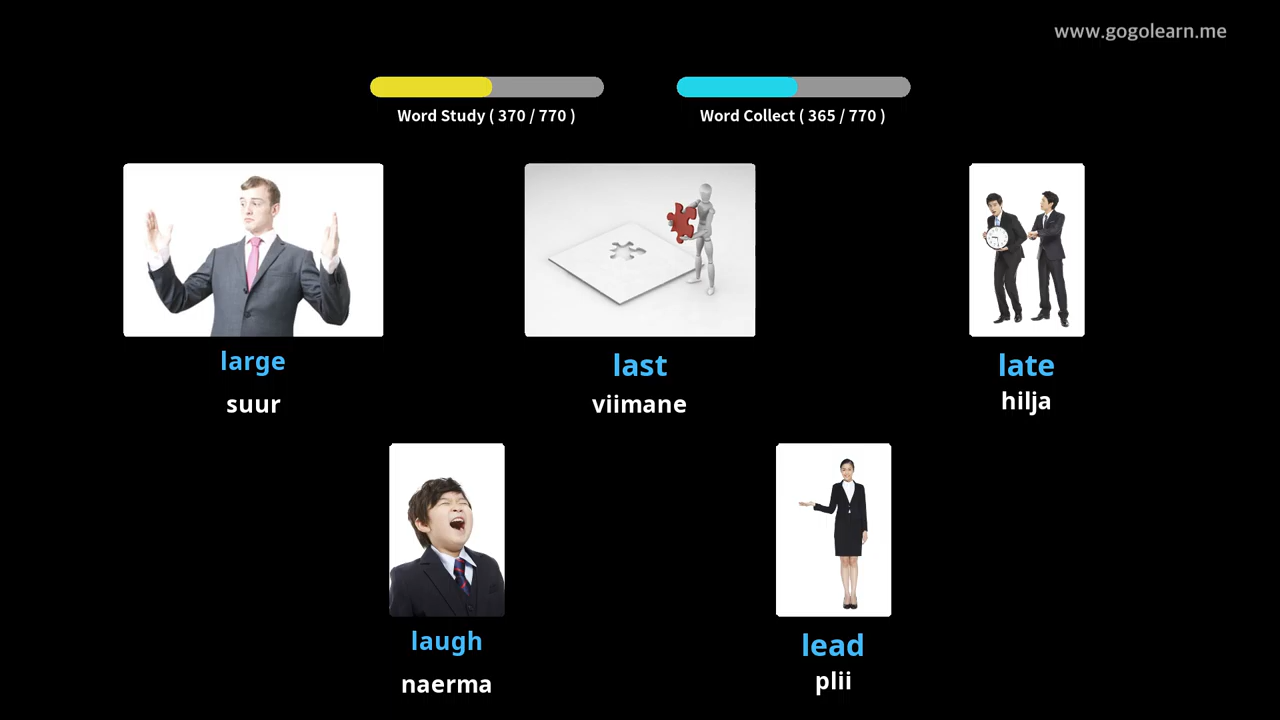 www.gogolearn.me
Word Study ( 370 / 770 )
Word Collect ( 365 / 770 )
large
suur
last
viimane
late
hilja
laugh
naerma
lead
plii